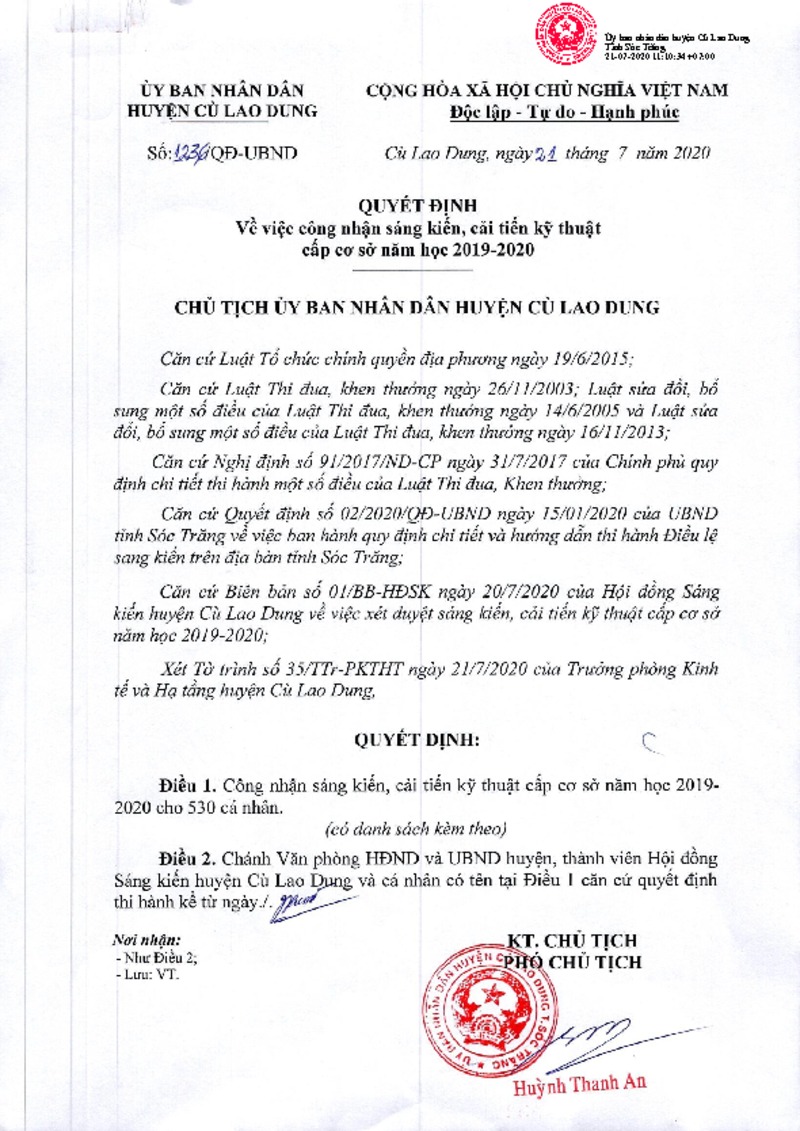 Ủy ban nhân dân huyện Cù Lao Dung
Tỉnh Sóc Trăng
21-07-2020 11:10:34 +07:00
ỦY BAN NHÂN DÂN
HUYỆN CÙ LAO DUNG
CỘNG HÒA XÃ HỘI CHỦ NGHĨA VIỆT NAM
Độc lập - Tự do - Hạnh phúc
Số: /QĐ-UBND
Cù Lao Dung, ngày 21 tháng 7 năm 2020
QUYẾT ĐỊNH
Về việc công nhận sáng kiến, cải tiến kỹ thuật
cấp cơ sở năm học 2019-2020
CHỦ TỊCH ỦY BAN NHÂN DÂN HUYỆN CÙ LAO DUNG
Căn cứ Luật Tổ chức chính quyền địa phương ngày 19/6/2015;
Căn cứ Luật Thi đua, khen thưởng ngày 26/11/2003; Luật sửa đổi, bổ
sung một số điều của Luật Thi đua, khen thưởng ngày 14/6/2005 và Luật sửa
đổi, bổ sung một số điều của Luật Thi đua, khen thưởng ngày 16/11/2013;
Căn cứ Nghị định số 91/2017/NĐ-CP ngày 31/7/2017 của Chính phủ quy
định chi tiết thi hành một số điều của Luật Thi đua, Khen thưởng;
Căn cứ Quyết định số 02/2020/QĐ-UBND ngày 15/01/2020 của UBND
tỉnh Sóc Trăng về việc ban hành quy định chi tiết và hướng dẫn thi hành Điều lệ
sang kiến trên địa bàn tỉnh Sóc Trăng;
Căn cứ Biên bản số 01/BB-HĐSK ngày 20/7/2020 của Hội đồng Sáng
kiến huyện Cù Lao Dung về việc xét duyệt sáng kiến, cải tiến kỹ thuật cấp cơ sở
năm học 2019-2020;
Xét Tờ trình số 35/TTr-PKTHT ngày 21/7/2020 của Trưởng phòng Kinh
tế và Hạ tầng huyện Cù Lao Dung,
QUYẾT ĐỊNH:
Điều 1. Công nhận sáng kiến, cải tiến kỹ thuật cấp cơ sở năm học 2019-
2020 cho 530 cá nhân.
(có danh sách kèm theo)
Điều 2. Chánh Văn phòng HĐND và UBND huyện, thành viên Hội đồng
Sáng kiến huyện Cù Lao Dung và cá nhân có tên tại Điều 1 căn cứ quyết định
thi hành kể từ ngày./.
Nơi nhận:
- Như Điều 2;
- Lưu: VT.
KT. CHỦ TỊCH
PHÓ CHỦ TỊCH
ỦY BAN NHÂN DÂN HUYỆN CÙ LAO DUNG T. SÓC TRĂNG
Huỳnh Thanh An